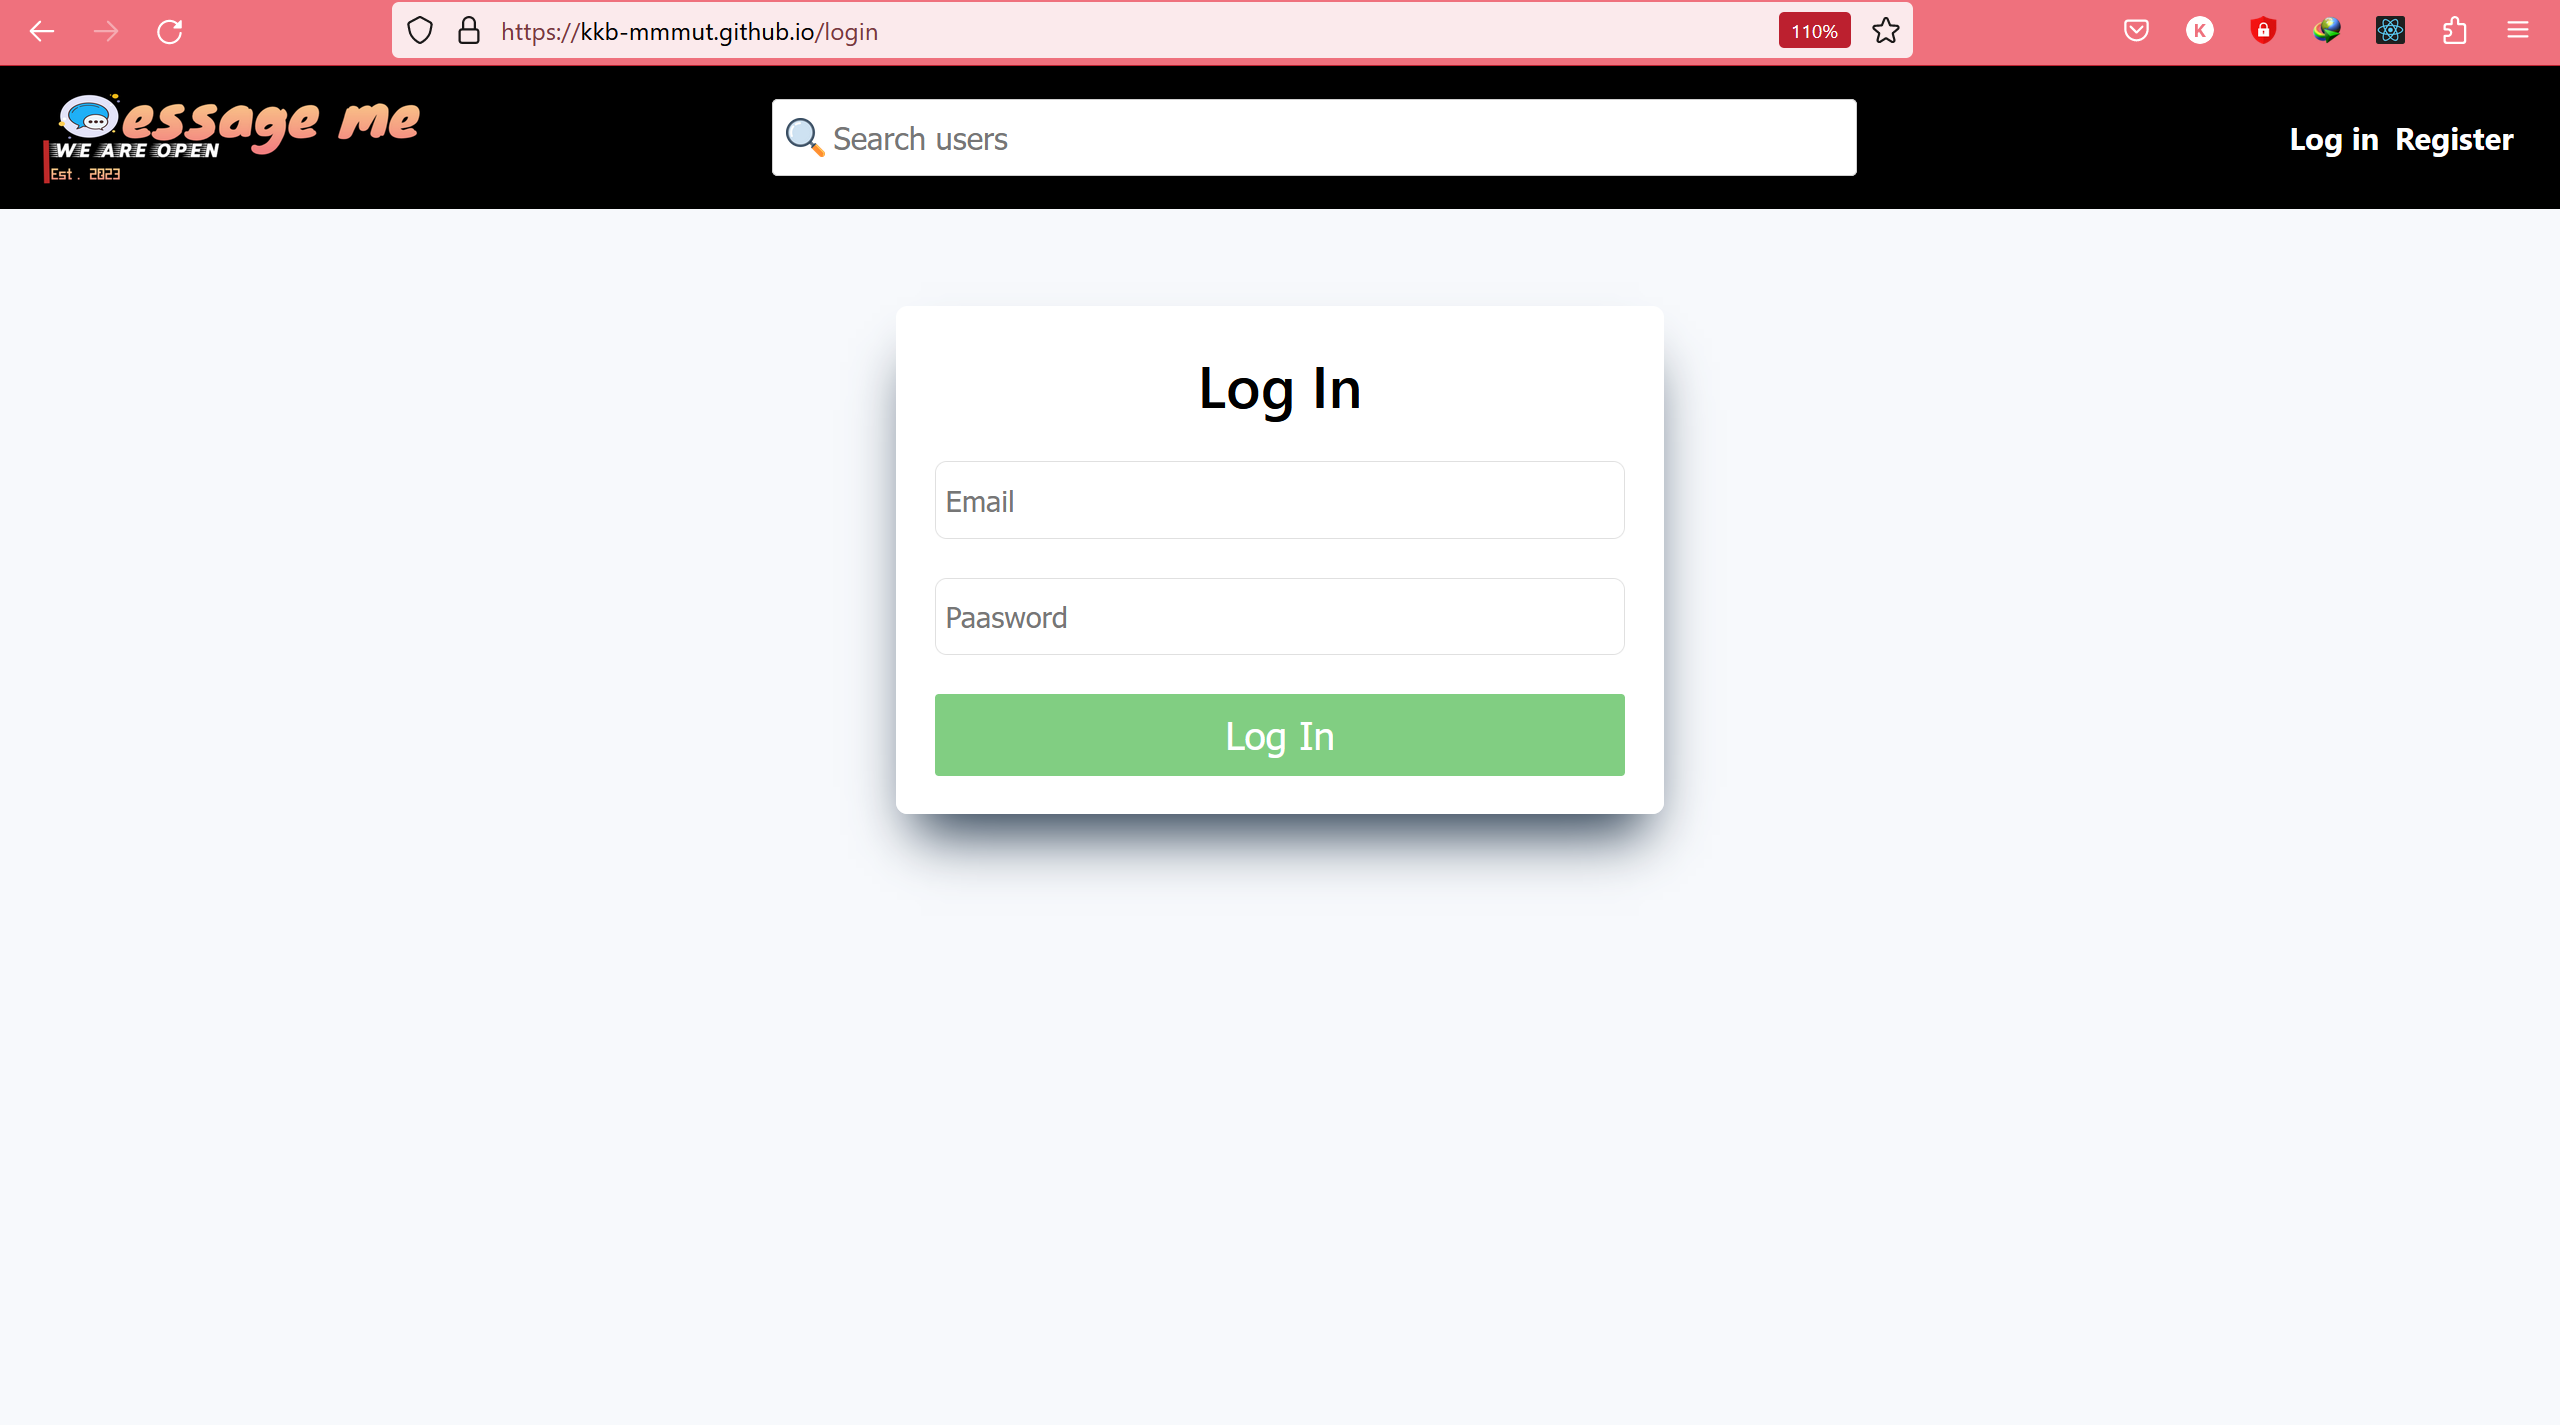 https://kkb-mmmut.github.io/login
110%
K
essage me
WE ARE OPEN
Est. 2023
Search users
Log in Register
Log In
Email
Paasword
Log In